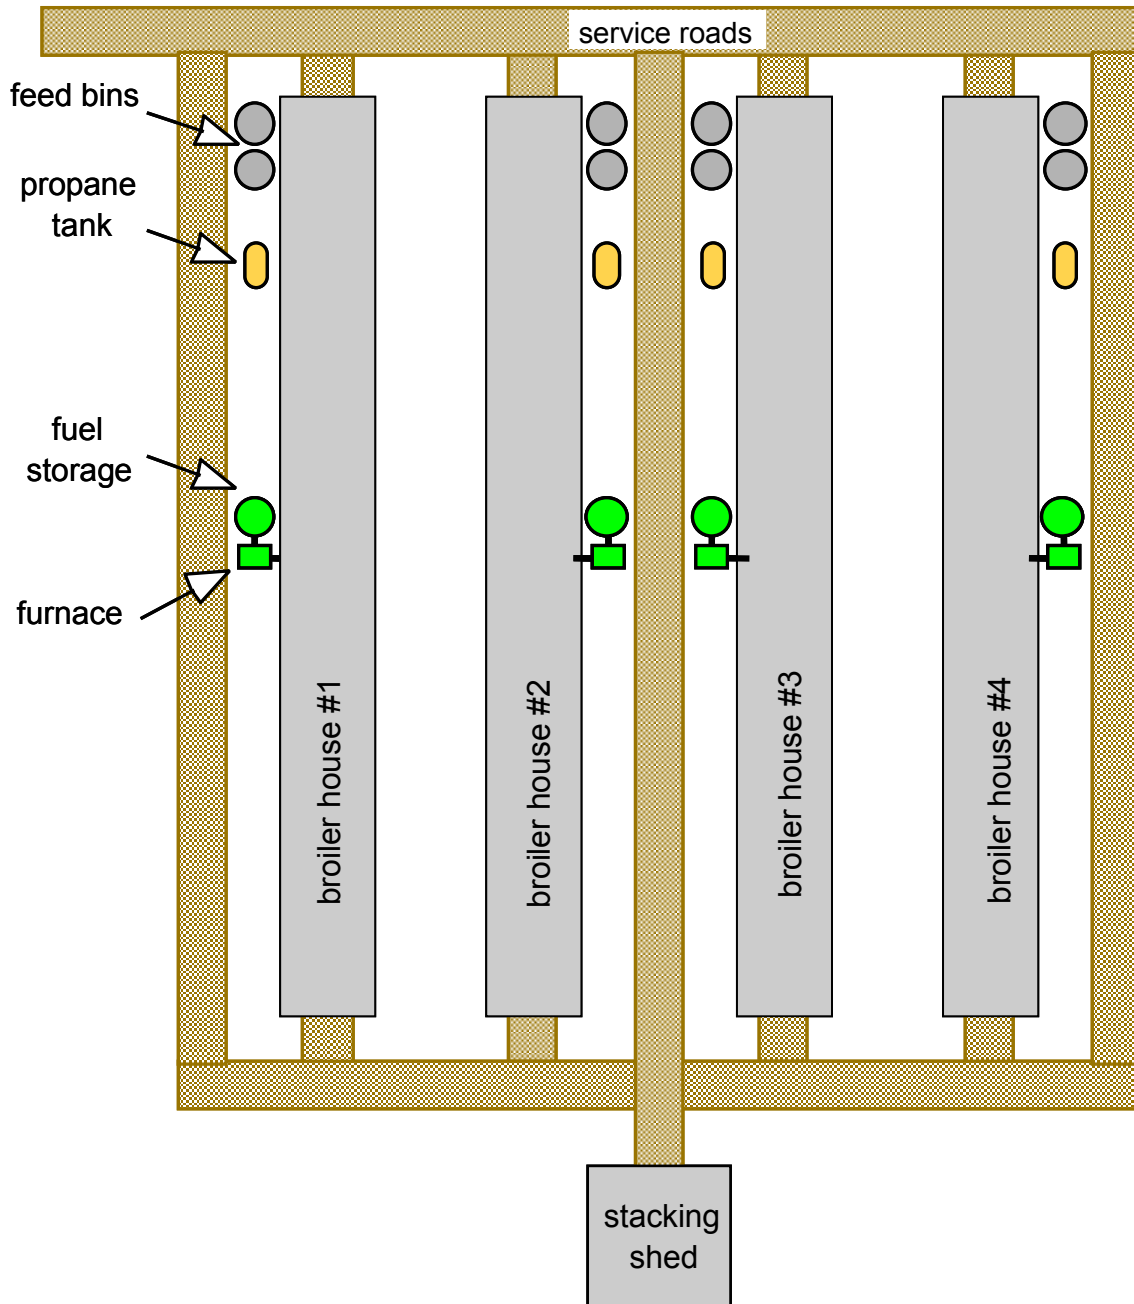 service roads
feed bins
propane
tank
fuel
storage
furnace
broiler house #1
broiler house #2
broiler house #3
broiler house #4
stacking
shed